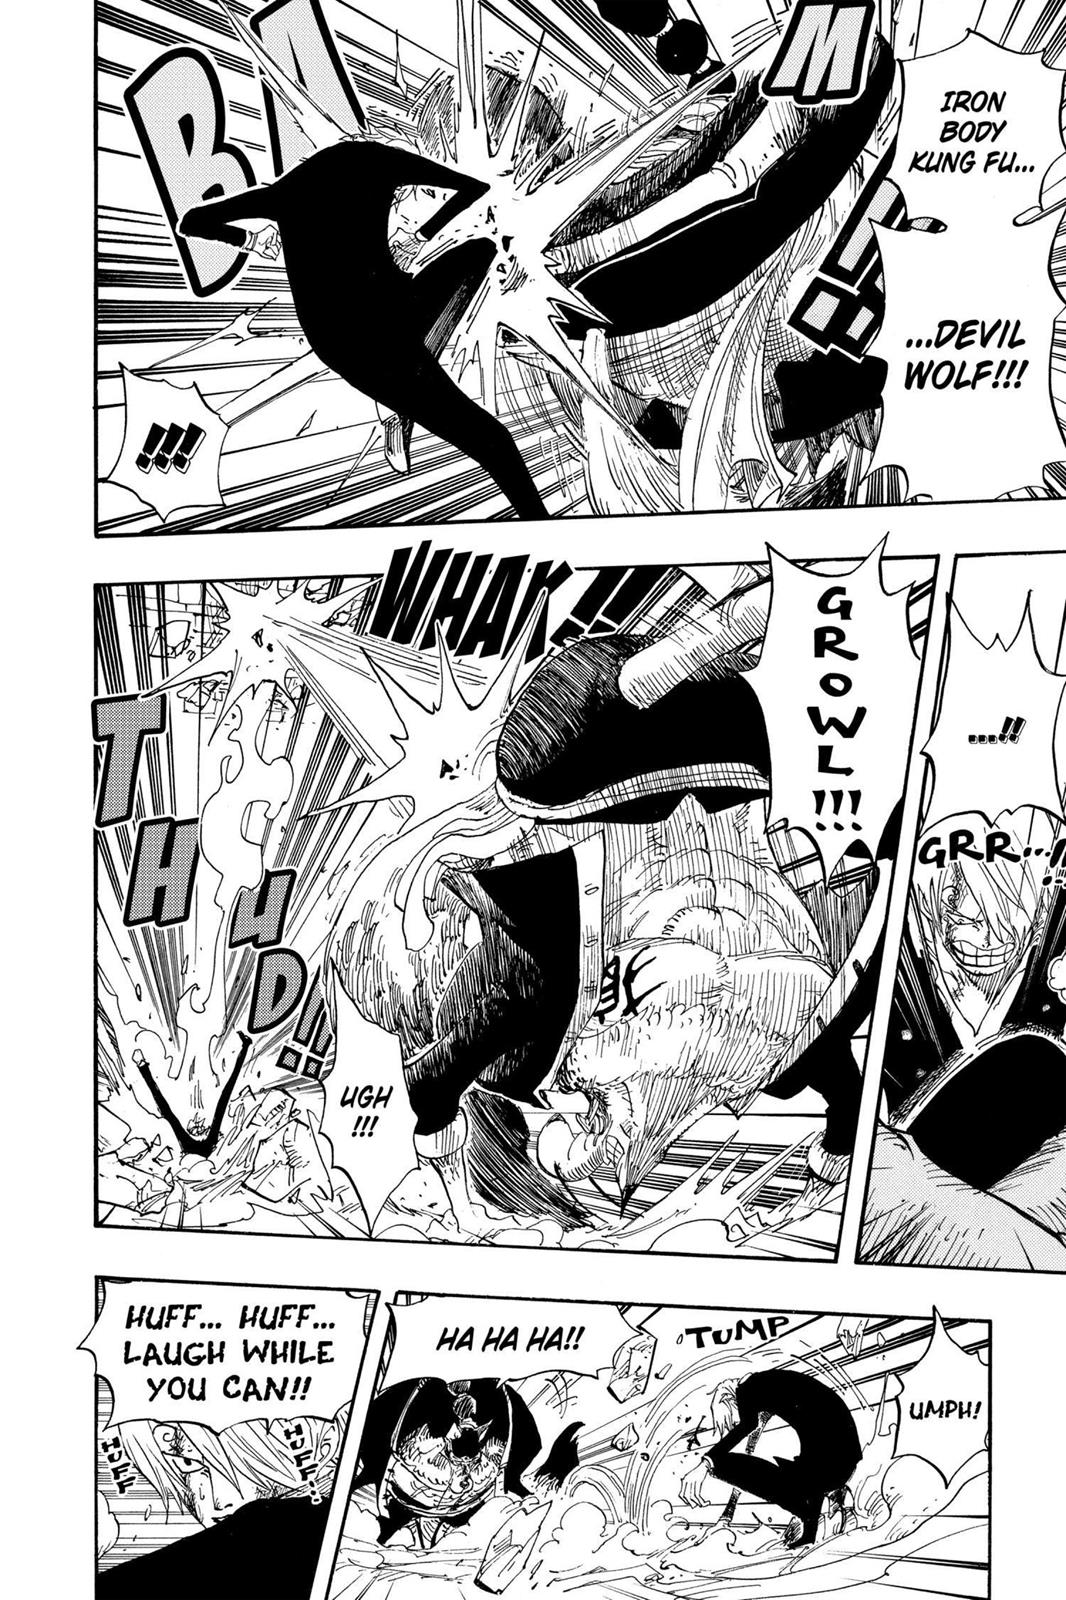 BAM
IRON
BODY
KUNG FU...
...DEVIL
WOLF!!!
!!!
...!!
GRR...!!
GROWL!!!
WHAK!!
THUD!!
UGH
!!!
UMPH!
TUMP
HA HA HA!!
HUFF... HUFF...
LAUGH WHILE
YOU CAN!!
HUFF...
HUFF